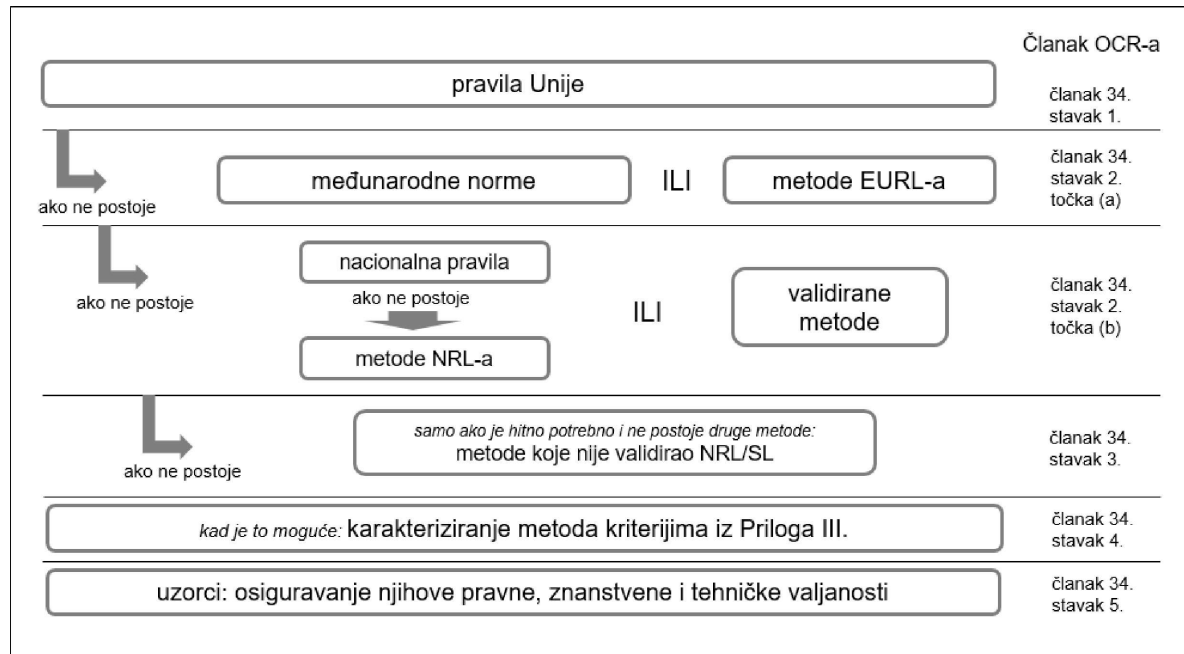 Članak OCR-a
pravila Unije
članak 34.
stavak 1.
ako ne postoje
međunarodne norme
ILI
metode EURL-a
članak 34.
stavak 2.
točka (a)
ako ne postoje
nacionalna pravila
ako ne postoje
metode NRL-a
ILI
validirane
metode
članak 34.
stavak 2.
točka (b)
ako ne postoje
samo ako je hitno potrebno i ne postoje druge metode:
metode koje nije validirao NRL/SL
članak 34.
stavak 3.
kad je to moguće: karakteriziranje metoda kriterijima iz Priloga III.
članak 34.
stavak 4.
uzorci: osiguravanje njihove pravne, znanstvene i tehničke valjanosti
članak 34.
stavak 5.